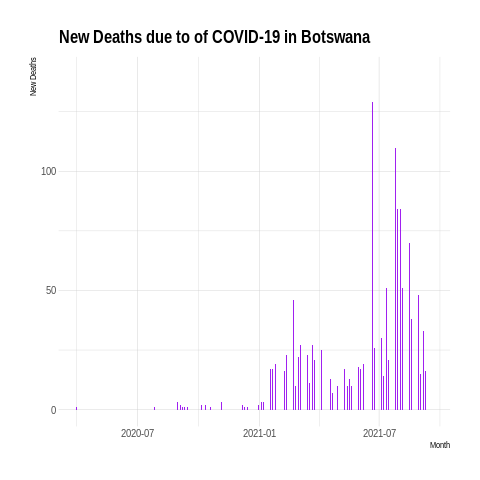 New Deaths due to of COVID-19 in Botswana
New Deaths
100
50
0
2020-07
2021-01
2021-07
Month